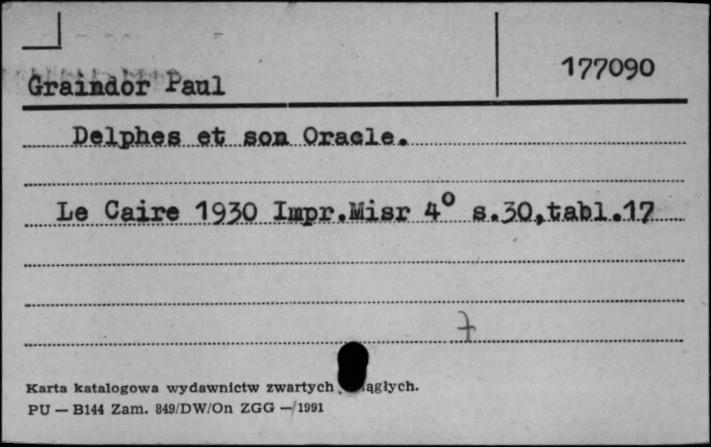 177090
Graindor Paul
Delphes et son Oracle.
Le Caire 1930 Impr.Misr 4° s.30,tabl.17
Karta katalogowa wydawnictw zwartych
PU — B144 Zam. 849/DW/On ZGG — 1991